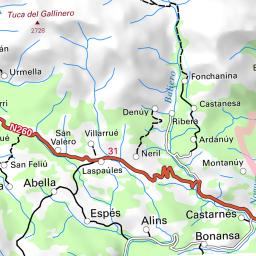 Tuca del Gallinero
2728
Urmella
Fonchanina
Baliero
Denúy
Castanesa
Ribera
N260
San
Valero
Villarrué
Ardanúy
31
Neril
San Feliú
Laspaúles
Montanúy
Abella
Espés
Alins
Castarnés
Bonansa